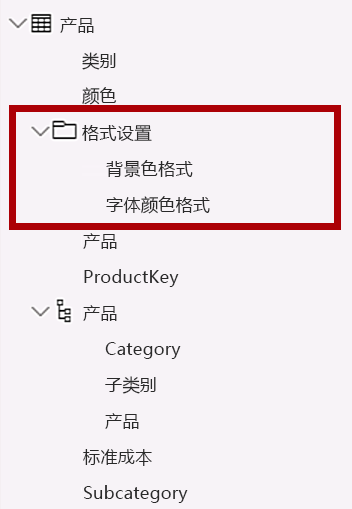 产品
类别
颜色
格式设置
背景色格式
字体颜色格式
产品
ProductKey
产品
Category
子类别
产品
标准成本
Subcategory